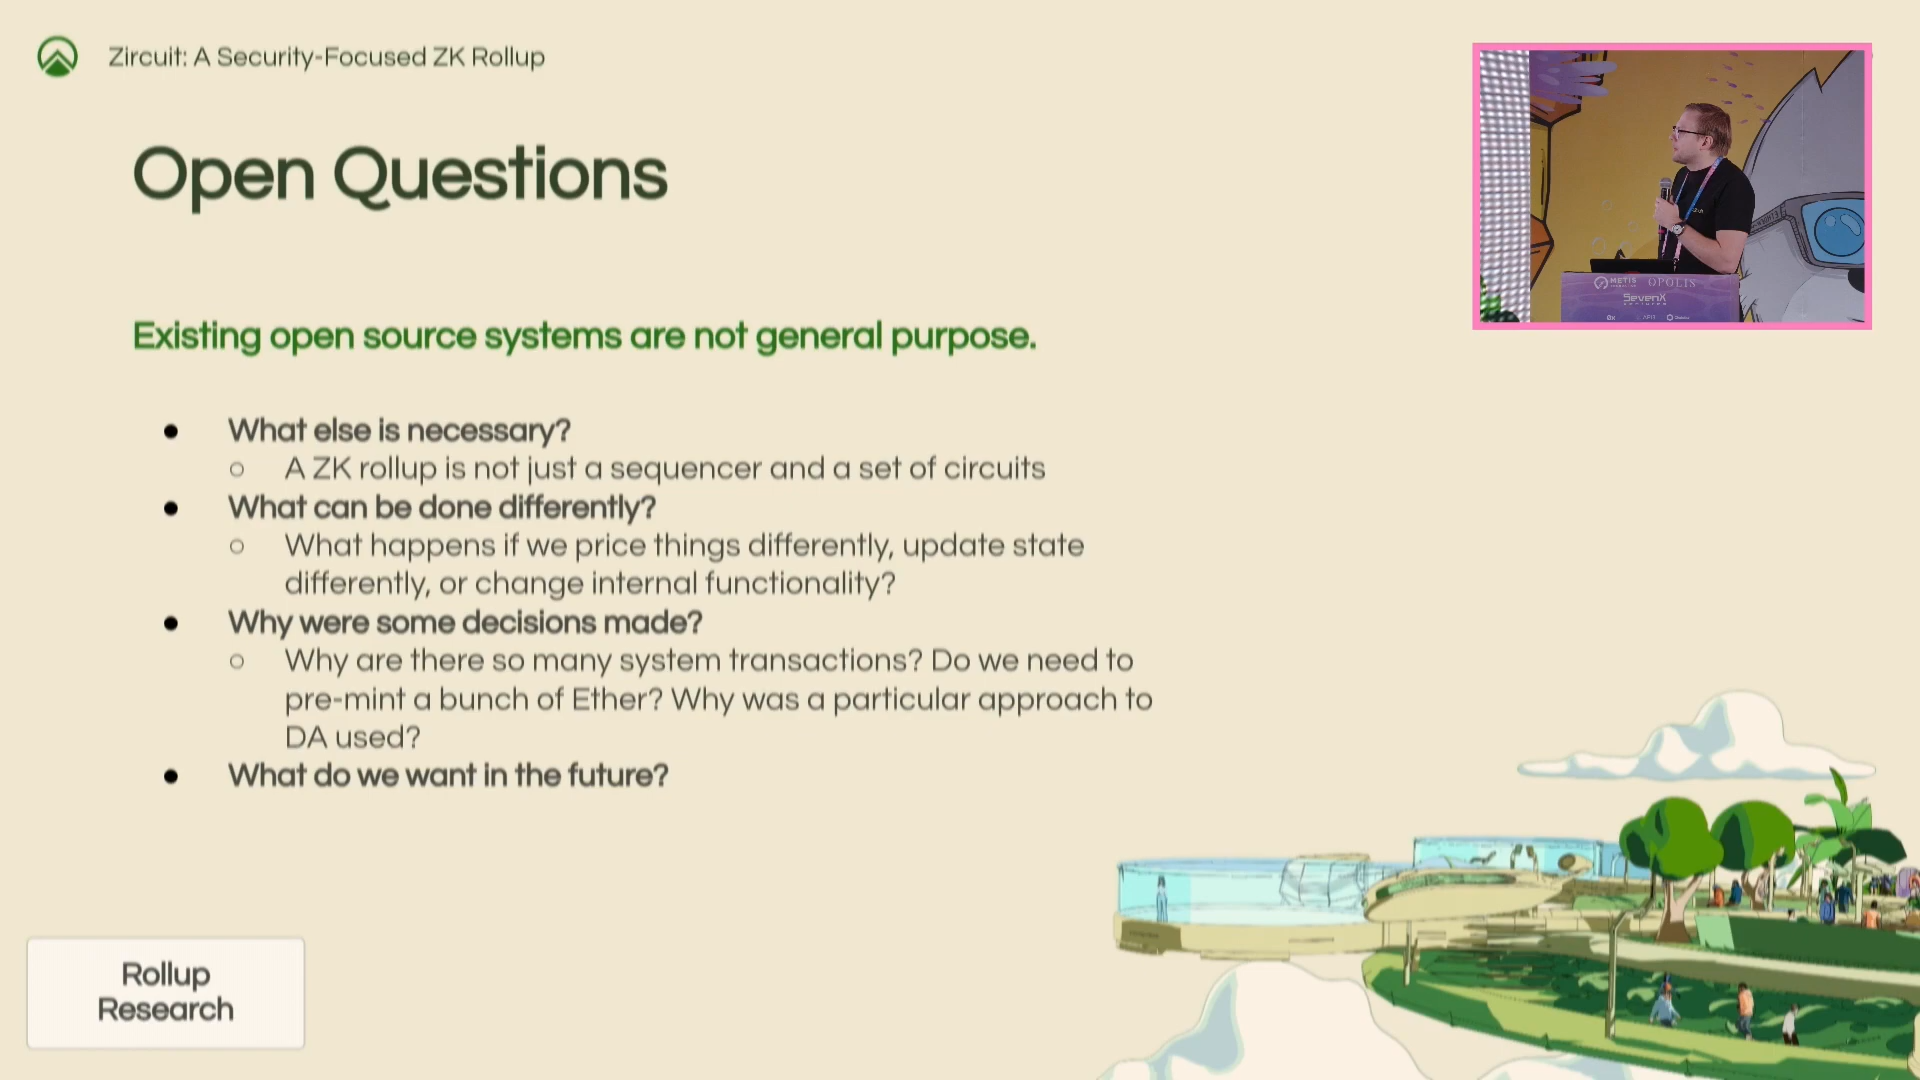 Zircuit: A Security-Focused ZK Rollup
Open Questions
Existing open source systems are not general purpose.
What else is necessary?
A ZK rollup is not just a sequencer and a set of circuits
What can be done differently?
What happens if we price things differently, update state
differently, or change internal functionality?
Why were some decisions made?
Why are there so many system transactions? Do we need to
pre-mint a bunch of Ether? Why was a particular approach to
DA used?
What do we want in the future?
Rollup
Research
METIS OPOLIS
SevenX
0x